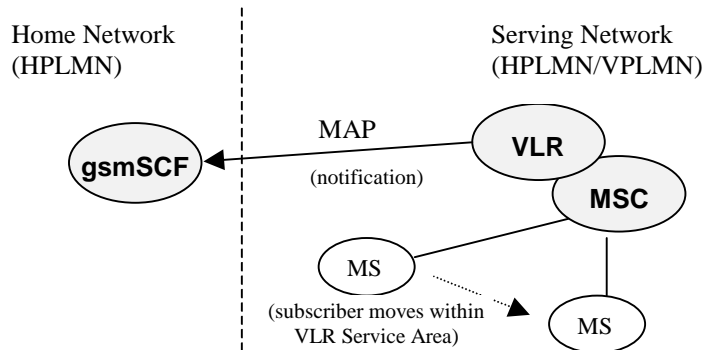 Home Network
(HPLMN)
Serving Network
(HPLMN/VPLMN)
MAP
VLR
gsmSCF
(notification)
MSC
MS
(subscriber moves within
VLR Service Area)
MS